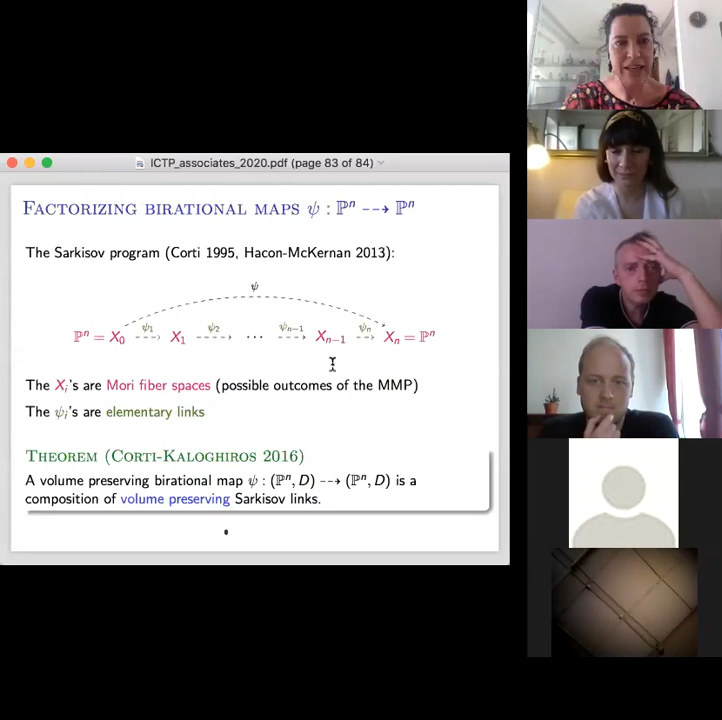 ICTP_associates_2020.pdf (page 83 of 84)
FACTORIZING BIRATIONAL MAPS ψ : ℙⁿ ⇢ ℙⁿ
The Sarkisov program (Corti 1995, Hacon-McKernan 2013):
ψ
ψ₁ ψ₂ ψₙ₋₁ ψₙ
ℙⁿ = X₀ ⇢ X₁ ⇢ ⋯ ⇢ Xₙ₋₁ ⇢ Xₙ = ℙⁿ
The Xᵢ's are Mori fiber spaces (possible outcomes of the MMP)
The ψᵢ's are elementary links
THEOREM (CORTI-KALOGHIROS 2016)
A volume preserving birational map ψ : (ℙⁿ, D) ⇢ (ℙⁿ, D) is a
composition of volume preserving Sarkisov links.